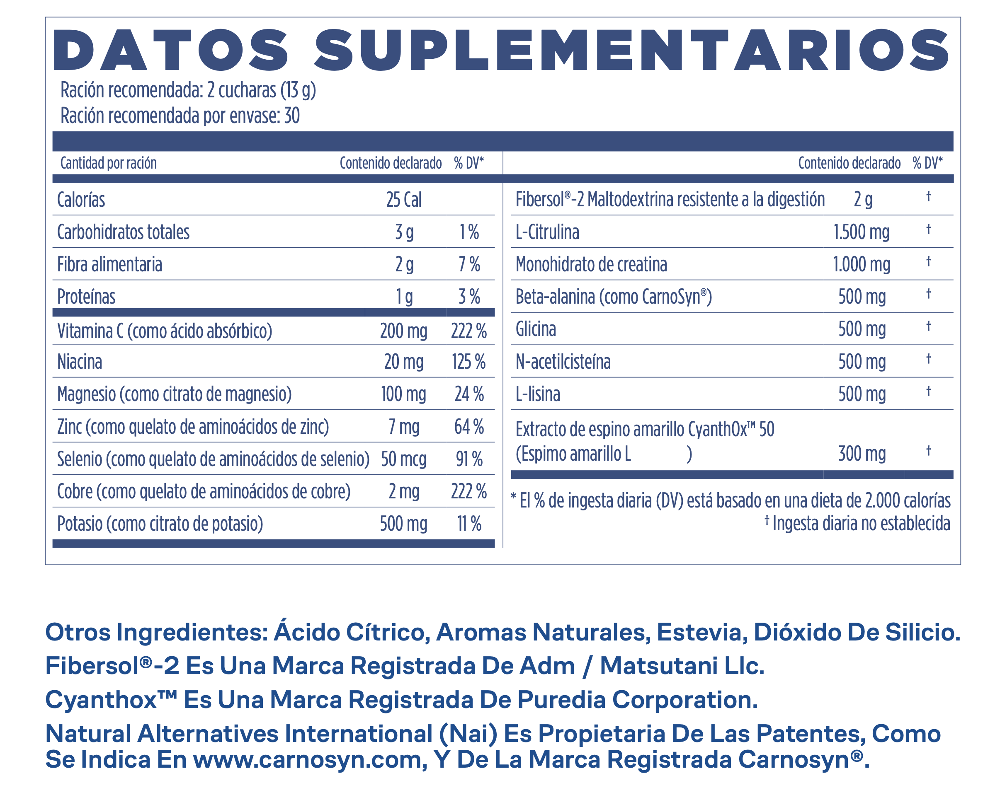 DATOS SUPLEMENTARIOS
Ración recomendada: 2 cucharas (13 g)
Ración recomendada por envase: 30
Cantidad por ración Contenido declarado % DV*
Calorías 25 Cal
Carbohidratos totales 3 g 1 %
Fibra alimentaria 2 g 7 %
Proteínas 1 g 3 %
Vitamina C (como ácido absórbico) 200 mg 222 %
Niacina 20 mg 125 %
Magnesio (como citrato de magnesio) 100 mg 24 %
Zinc (como quelato de aminoácidos de zinc) 7 mg 64 %
Selenio (como quelato de aminoácidos de selenio) 50 mcg 91 %
Cobre (como quelato de aminoácidos de cobre) 2 mg 222 %
Potasio (como citrato de potasio) 500 mg 11 %
Contenido declarado % DV*
Fibersol®-2 Maltodextrina resistente a la digestión 2 g †
L-Citrulina 1.500 mg †
Monohidrato de creatina 1.000 mg †
Beta-alanina (como CarnoSyn®) 500 mg †
Glicina 500 mg †
N-acetilcisteína 500 mg †
L-lisina 500 mg †
Extracto de espino amarillo CyanthOx™ 50
(Espimo amarillo L ) 300 mg †
* El % de ingesta diaria (DV) está basado en una dieta de 2.000 calorías
† Ingesta diaria no establecida
Otros Ingredientes: Ácido Cítrico, Aromas Naturales, Estevia, Dióxido De Silicio.
Fibersol®-2 Es Una Marca Registrada De Adm / Matsutani Llc.
Cyanthox™ Es Una Marca Registrada De Puredia Corporation.
Natural Alternatives International (Nai) Es Propietaria De Las Patentes, Como
Se Indica En www.carnosyn.com, Y De La Marca Registrada Carnosyn®.